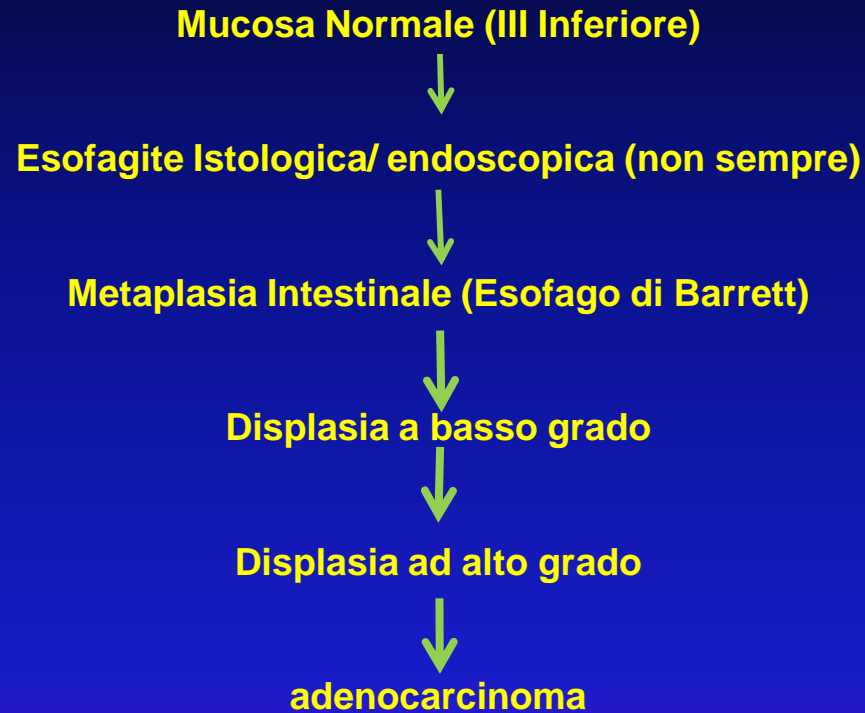 Mucosa Normale (III Inferiore)
Esofagite Istologica/ endoscopica (non sempre)
Metaplasia Intestinale (Esofago di Barrett)
Displasia a basso grado
Displasia ad alto grado
adenocarcinoma